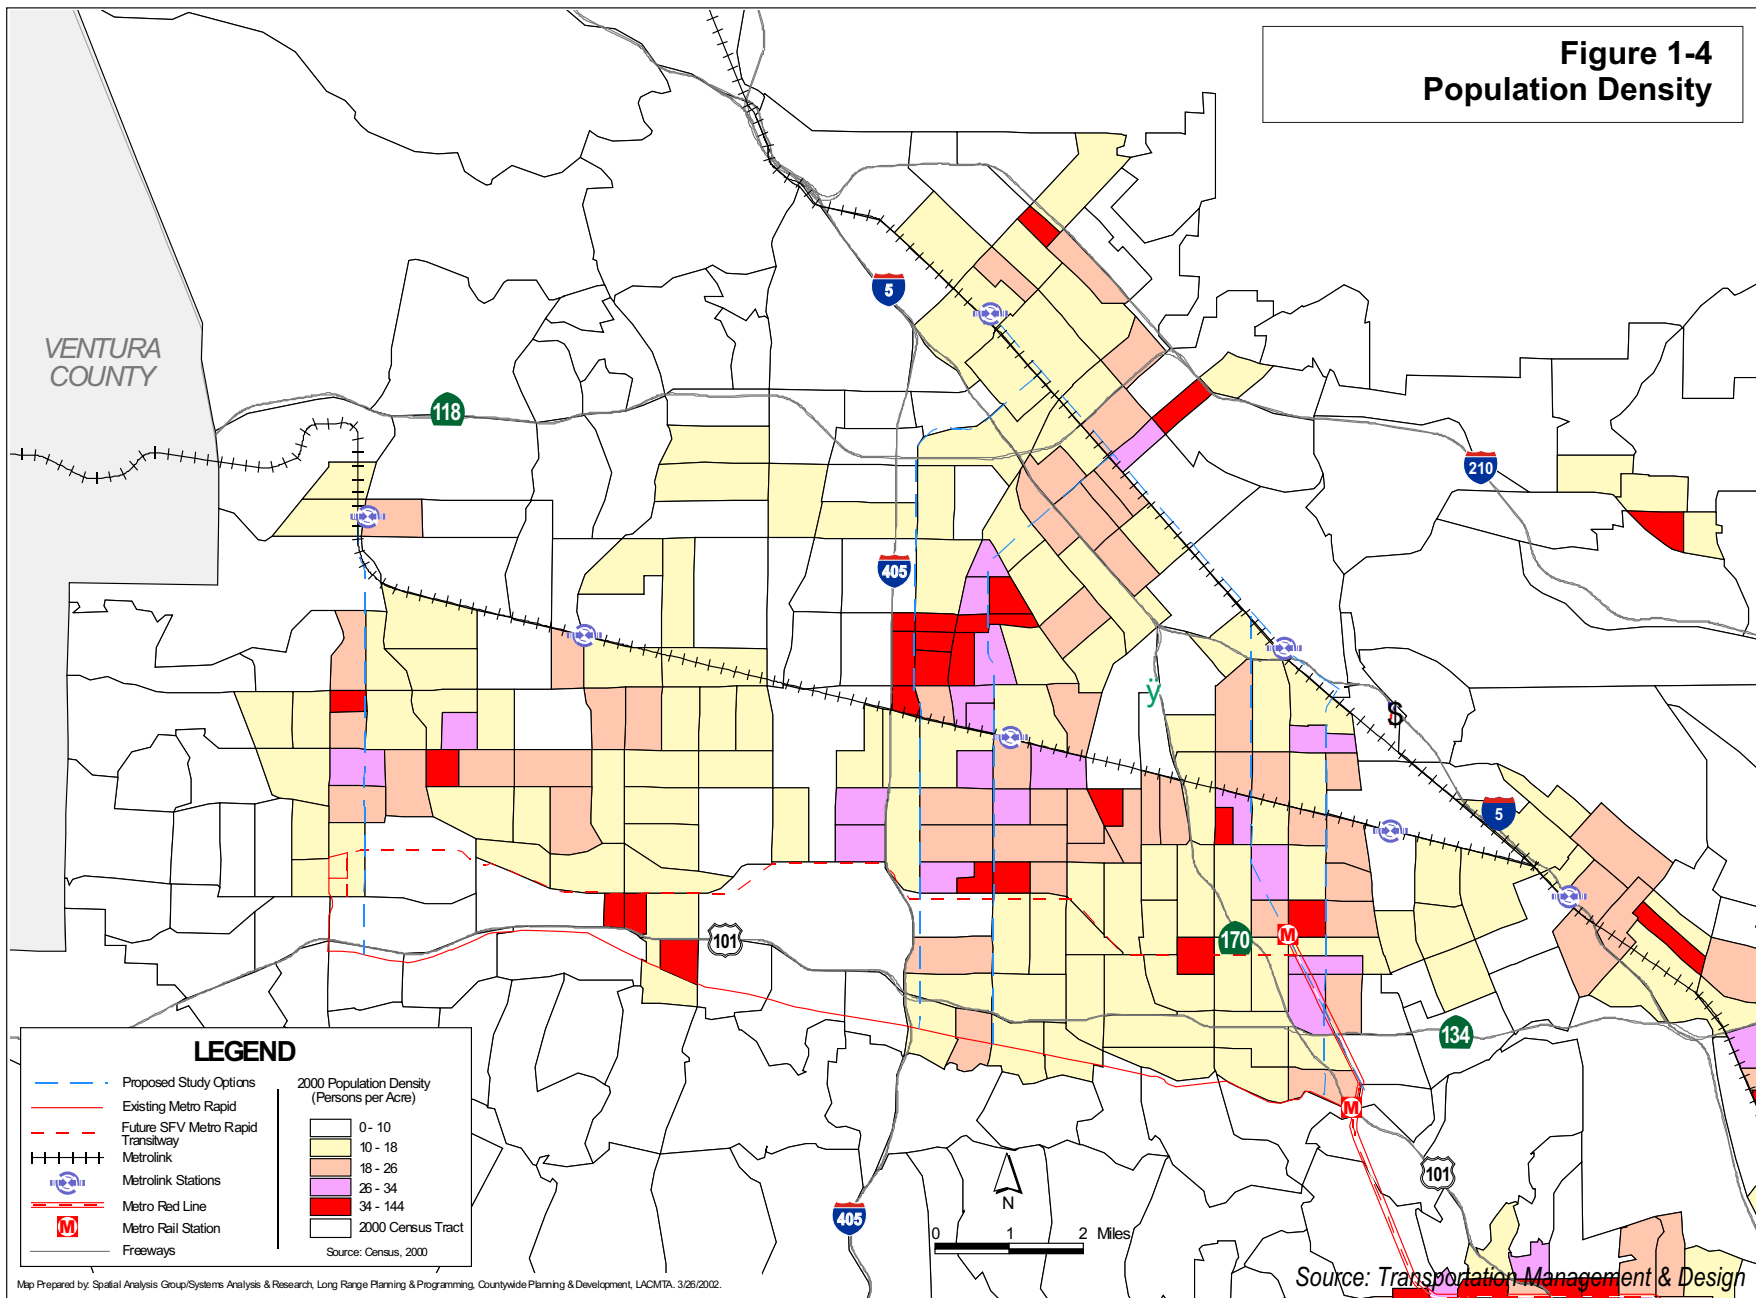 Figure 1-4
Population Density
VENTURA
COUNTY
5
118
210
405
ÿ
$
5
101
170
134
M
M
101
405
LEGEND
Proposed Study Options
Existing Metro Rapid
Future SFV Metro Rapid
Transitway
Metrolink
Metrolink Stations
Metro Red Line
M
Metro Rail Station
Freeways
2000 Population Density
(Persons per Acre)
0 - 10
10 - 18
18 - 26
26 - 34
34 - 144
2000 Census Tract
Source: Census, 2000
N
0 1 2 Miles
Source: Transportation Management & Design
Map Prepared by: Spatial Analysis Group/Systems Analysis & Research, Long Range Planning & Programming, Countywide Planning & Development, LACMTA. 3/26/2002.